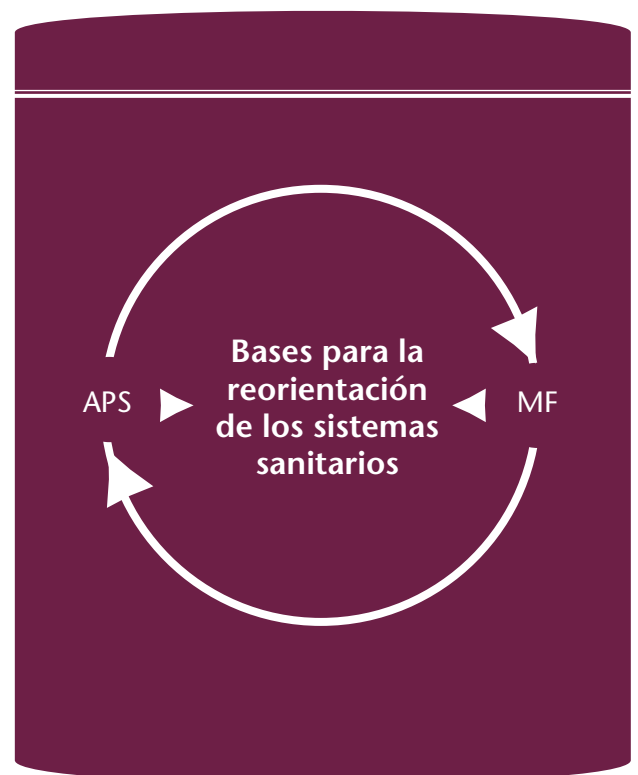 Bases para la
reorientación
de los sistemas
sanitarios
APS
MF